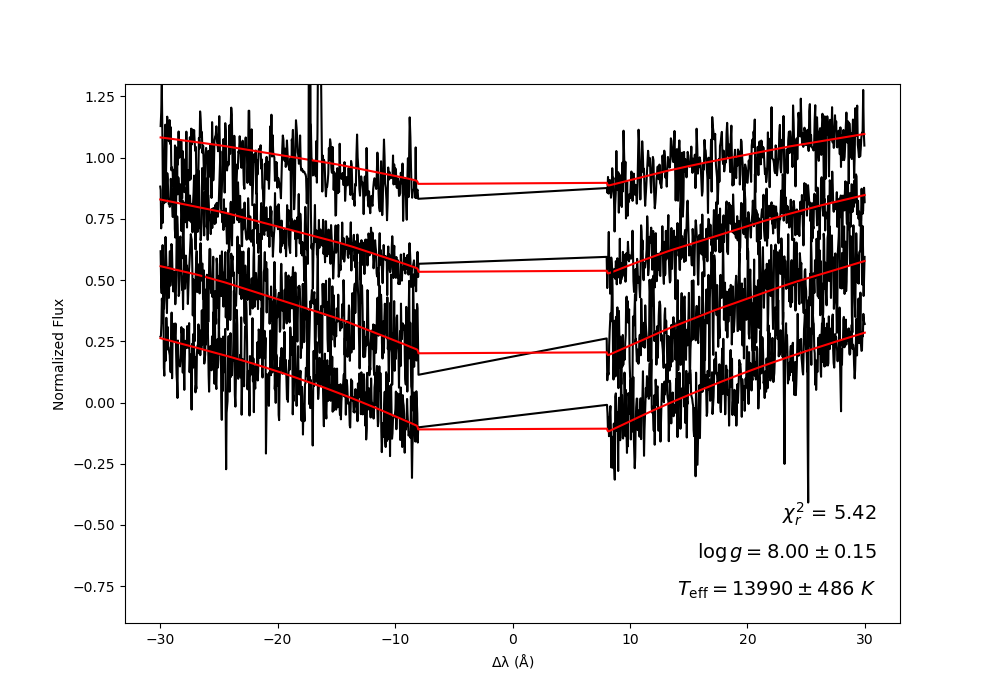 Normalized Flux
1.25
1.00
0.75
0.50
0.25
0.00
−0.25
−0.50
−0.75
χ²ᵣ = 5.42
log g = 8.00 ± 0.15
T_eff = 13990 ± 486 K
−30 −20 −10 0 10 20 30
Δλ (Å)